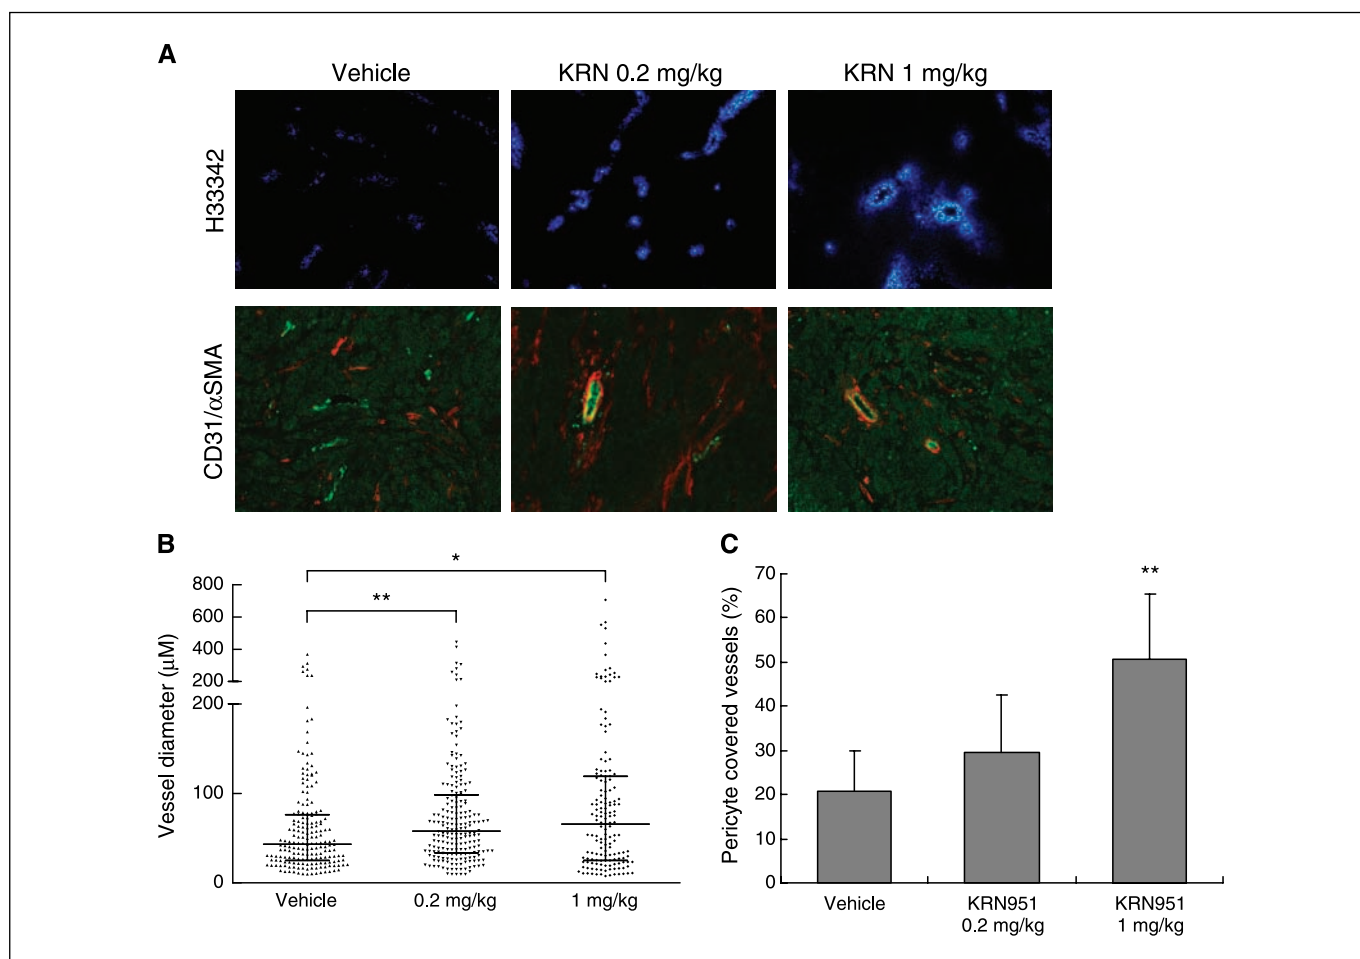 A
Vehicle
KRN 0.2 mg/kg
KRN 1 mg/kg
H33342
CD31/αSMA
B
*
**
800
600
400
200
200
100
0
Vessel diameter (μM)
Vehicle
0.2 mg/kg
1 mg/kg
C
**
70
60
50
40
30
20
10
0
Pericyte covered vessels (%)
Vehicle
KRN951
0.2 mg/kg
KRN951
1 mg/kg